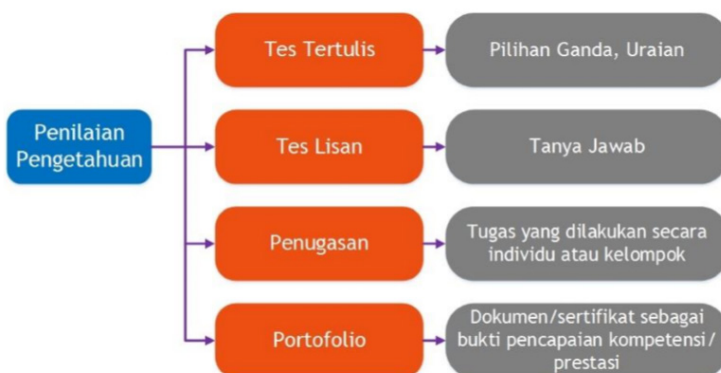 Penilaian
Pengetahuan
Tes Tertulis
Pilihan Ganda, Uraian
Tes Lisan
Tanya Jawab
Penugasan
Tugas yang dilakukan secara
individu atau kelompok
Portofolio
Dokumen/sertifikat sebagai
bukti pencapaian kompetensi/
prestasi